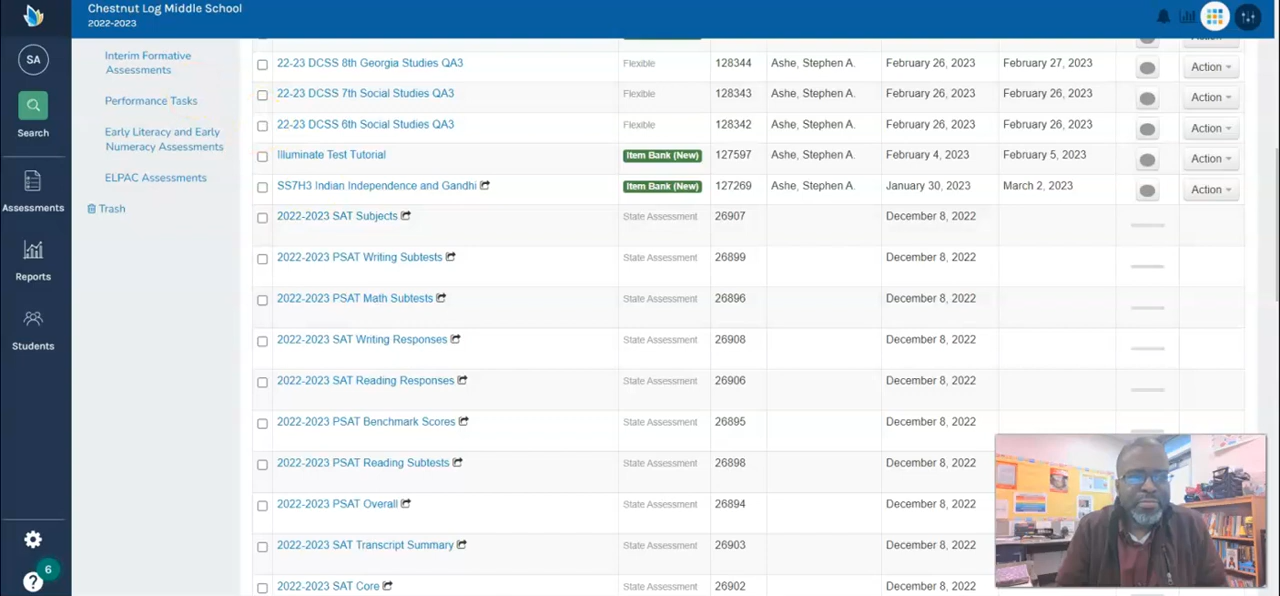 Chestnut Log Middle School
2022-2023
SA
Search
Assessments
Reports
Students
6
?
Interim Formative
Assessments
Performance Tasks
Early Literacy and Early
Numeracy Assessments
ELPAC Assessments
Trash
22-23 DCSS 8th Georgia Studies QA3 Flexible 128344 Ashe, Stephen A. February 26, 2023 February 27, 2023 Action
22-23 DCSS 7th Social Studies QA3 Flexible 128343 Ashe, Stephen A. February 26, 2023 February 26, 2023 Action
22-23 DCSS 6th Social Studies QA3 Flexible 128342 Ashe, Stephen A. February 26, 2023 February 26, 2023 Action
Illuminate Test Tutorial Item Bank (New) 127597 Ashe, Stephen A. February 4, 2023 February 5, 2023 Action
SS7H3 Indian Independence and Gandhi Item Bank (New) 127269 Ashe, Stephen A. January 30, 2023 March 2, 2023 Action
2022-2023 SAT Subjects State Assessment 26907 December 8, 2022
2022-2023 PSAT Writing Subtests State Assessment 26899 December 8, 2022
2022-2023 PSAT Math Subtests State Assessment 26896 December 8, 2022
2022-2023 SAT Writing Responses State Assessment 26908 December 8, 2022
2022-2023 SAT Reading Responses State Assessment 26906 December 8, 2022
2022-2023 PSAT Benchmark Scores State Assessment 26895 December 8, 2022
2022-2023 PSAT Reading Subtests State Assessment 26898 December 8, 2022
2022-2023 PSAT Overall State Assessment 26894 December 8, 2022
2022-2023 SAT Transcript Summary State Assessment 26903 December 8, 2022
2022-2023 SAT Core State Assessment 26902 December 8, 2022